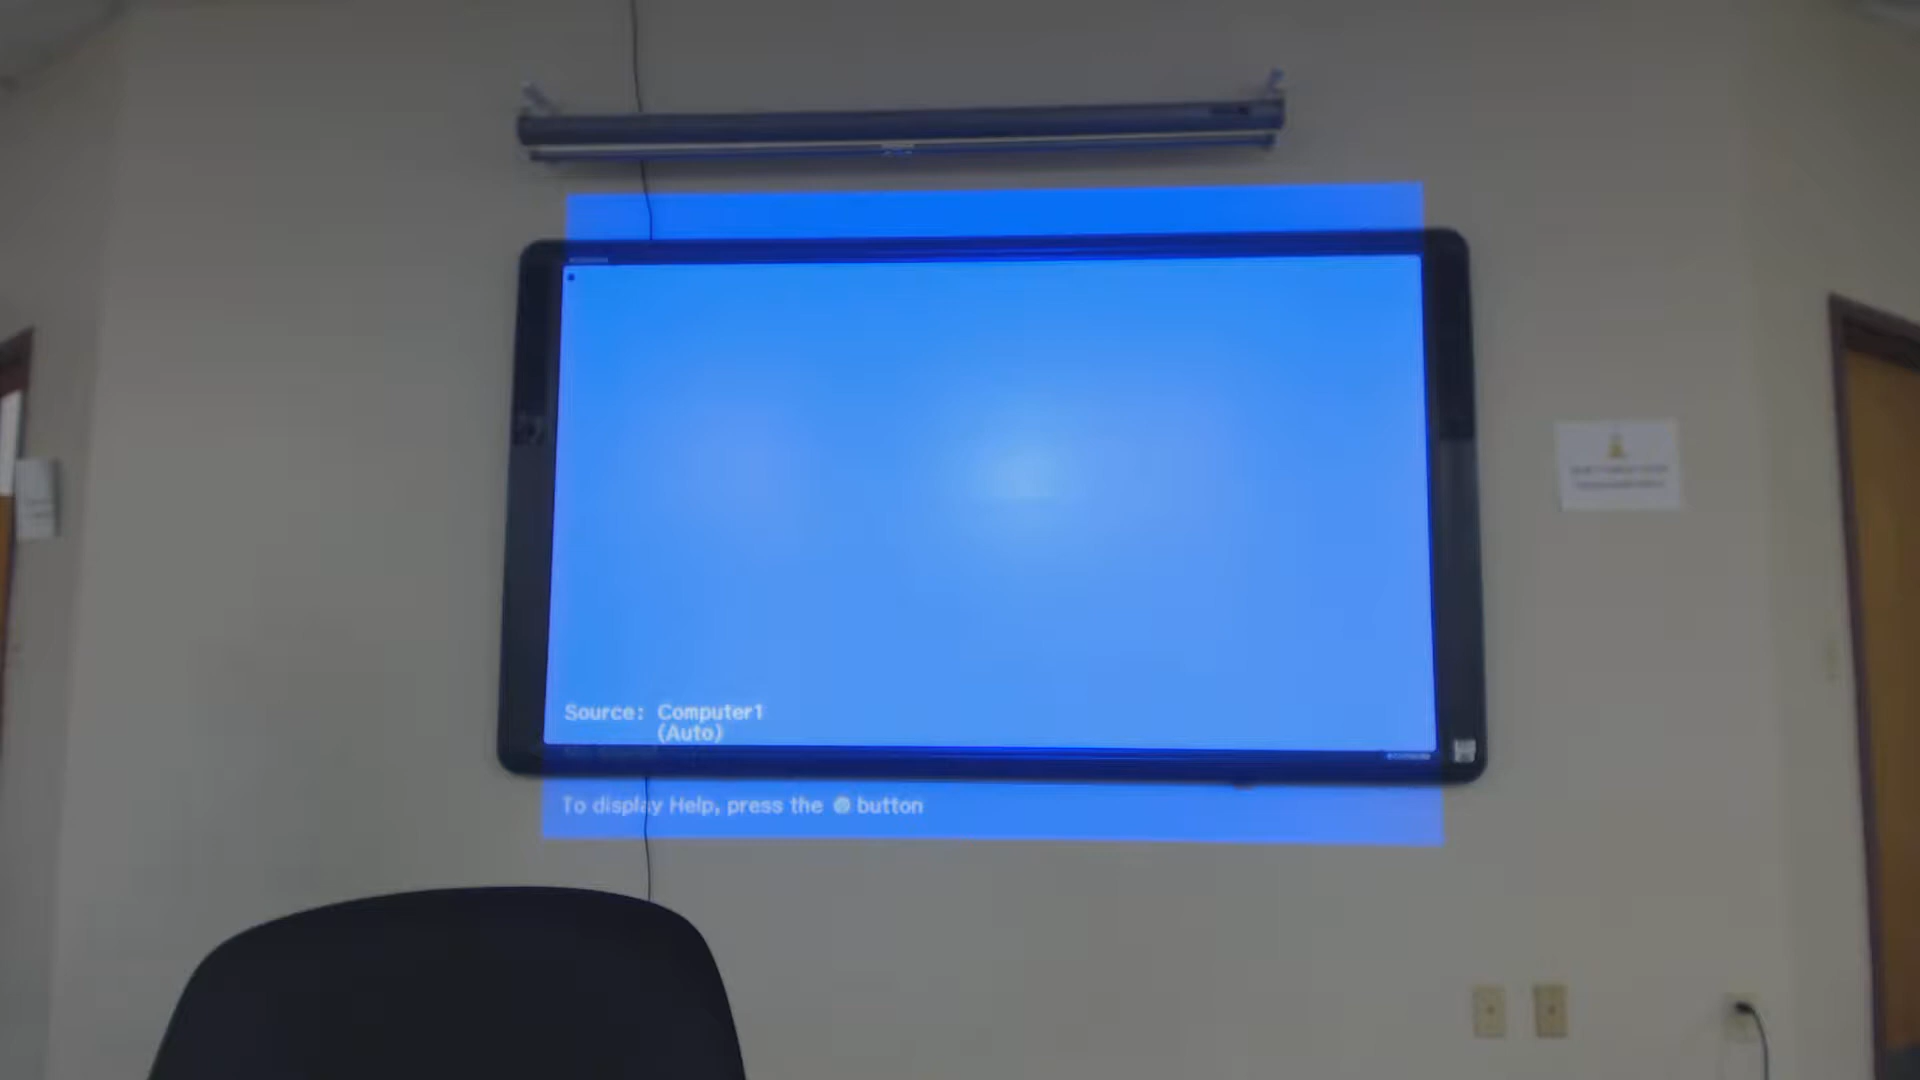 Source: Computer1
(Auto)
To display Help, press the button